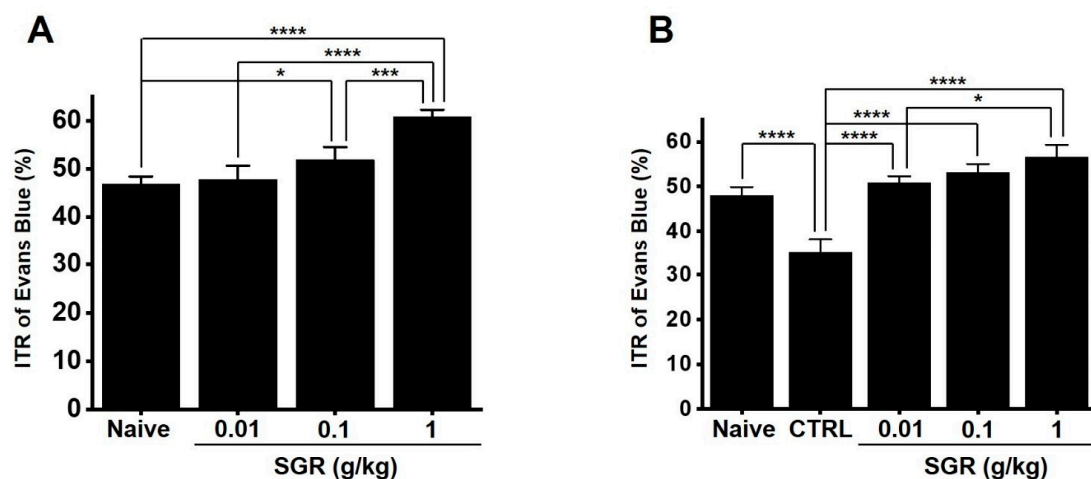 A
****
****
*
***
ITR of Evans Blue (%)
60
50
40
30
20
10
0
Naive 0.01 0.1 1
SGR (g/kg)
B
****
*
****
**** ****
ITR of Evans Blue (%)
60
50
40
30
20
10
0
Naive CTRL 0.01 0.1 1
SGR (g/kg)